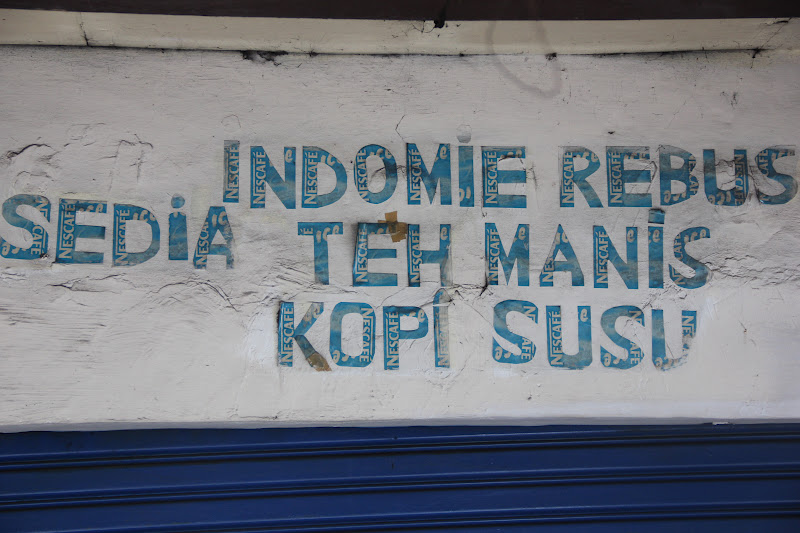 INDOMiE REBUS
SEDiA
TEH MANiS
KOPi SUSU